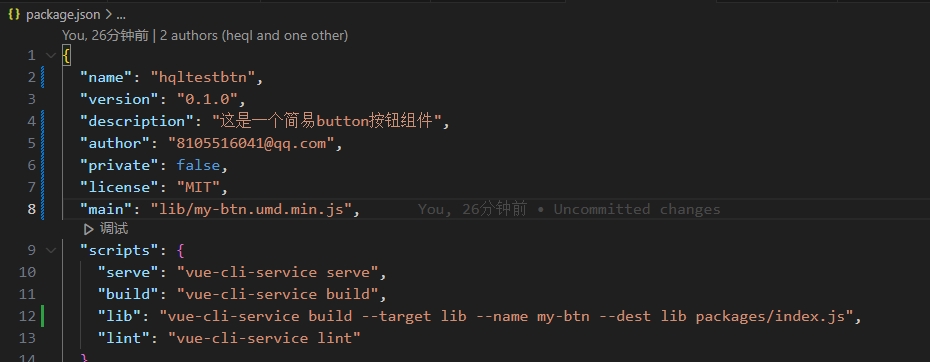 {} package.json > ...
You, 26分钟前 | 2 authors (heql and one other)
1 {
2 "name": "hqltestbtn",
3 "version": "0.1.0",
4 "description": "这是一个简易button按钮组件",
5 "author": "8105516041@qq.com",
6 "private": false,
7 "license": "MIT",
8 "main": "lib/my-btn.umd.min.js", You, 26分钟前 • Uncommitted changes
调试
9 "scripts": {
10 "serve": "vue-cli-service serve",
11 "build": "vue-cli-service build",
12 "lib": "vue-cli-service build --target lib --name my-btn --dest lib packages/index.js",
13 "lint": "vue-cli-service lint"
14 }